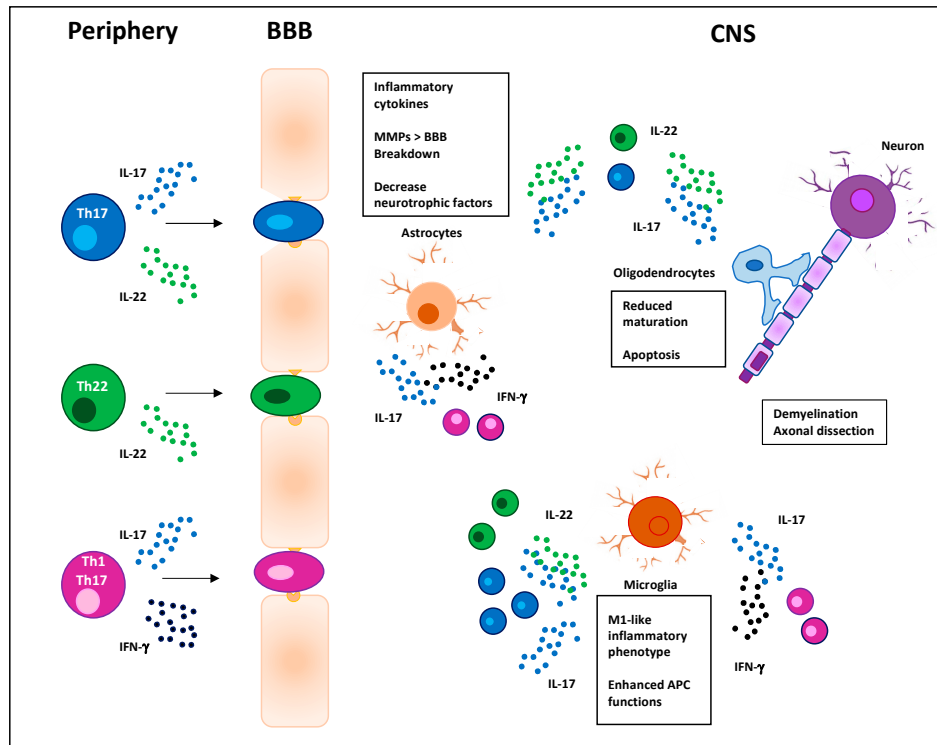 Periphery
BBB
CNS
Inflammatory
cytokines
MMPs > BBB
Breakdown
Decrease
neurotrophic factors
Astrocytes
IL-17
Th17
IL-22
IL-22
IL-17
Neuron
Oligodendrocytes
Reduced
maturation
Apoptosis
Th22
IL-22
IL-17
IFN-γ
Demyelination
Axonal dissection
IL-17
Th1
Th17
IFN-γ
IL-22
IL-17
Microglia
M1-like
inflammatory
phenotype
Enhanced APC
functions
IL-17
IFN-γ